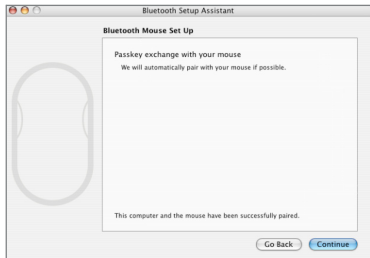 Bluetooth Setup Assistant
Bluetooth Mouse Set Up
Passkey exchange with your mouse
We will automatically pair with your mouse if possible.
This computer and the mouse have been successfully paired.
Go Back
Continue